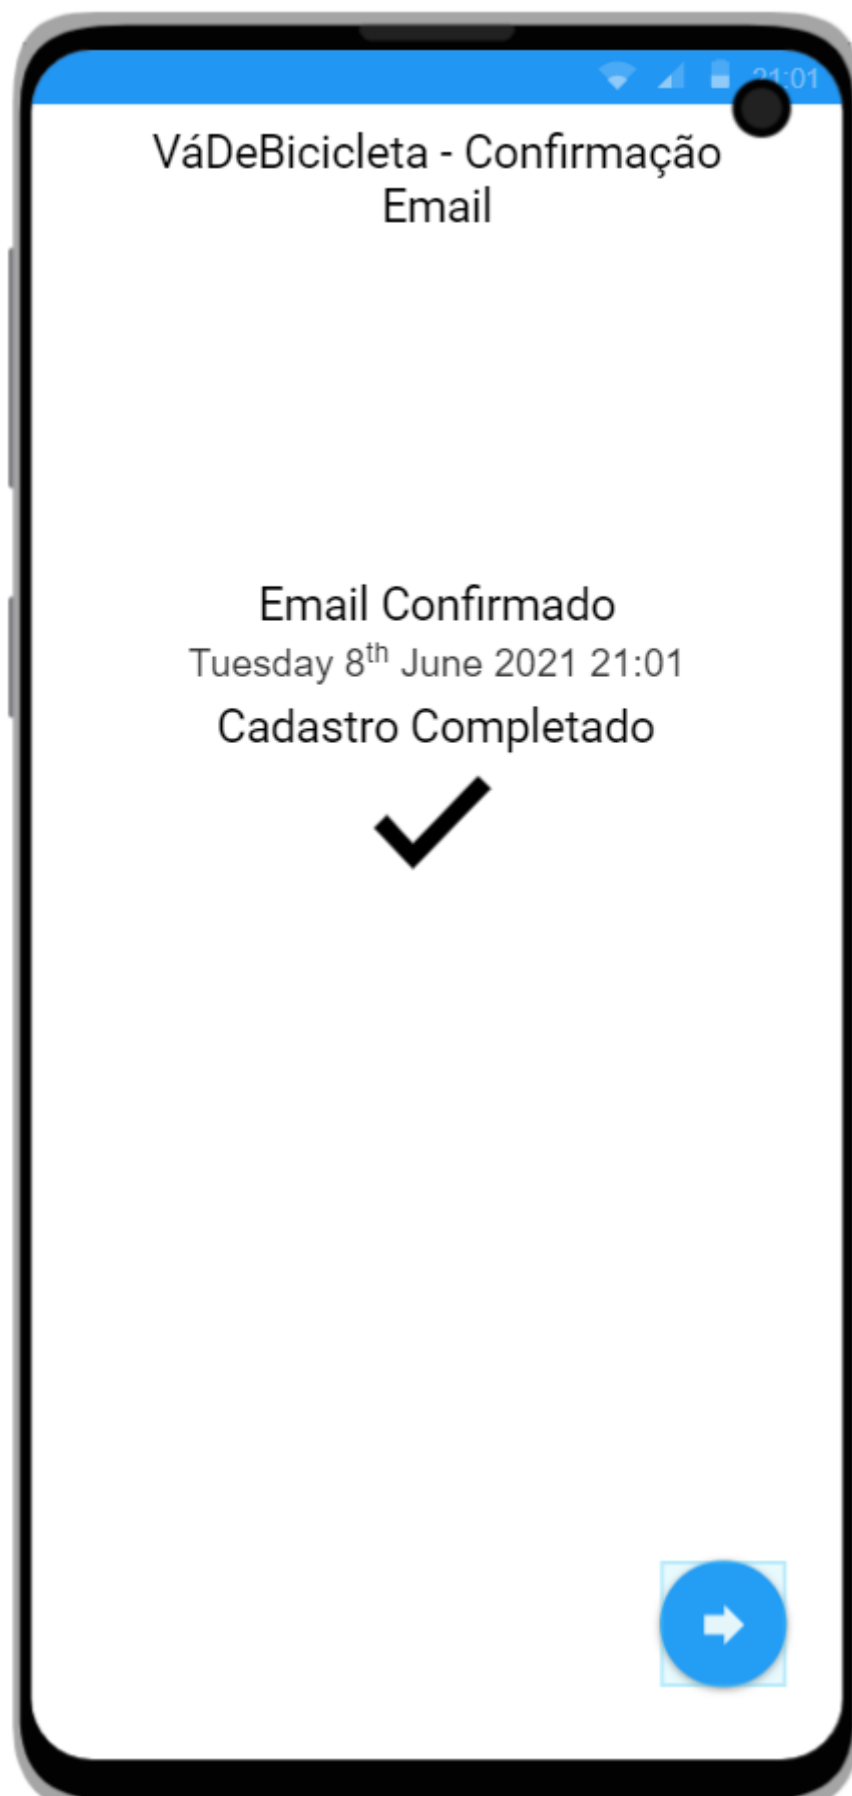 21:01
VáDeBicicleta - Confirmação
Email
Email Confirmado
Tuesday 8th June 2021 21:01
Cadastro Completado